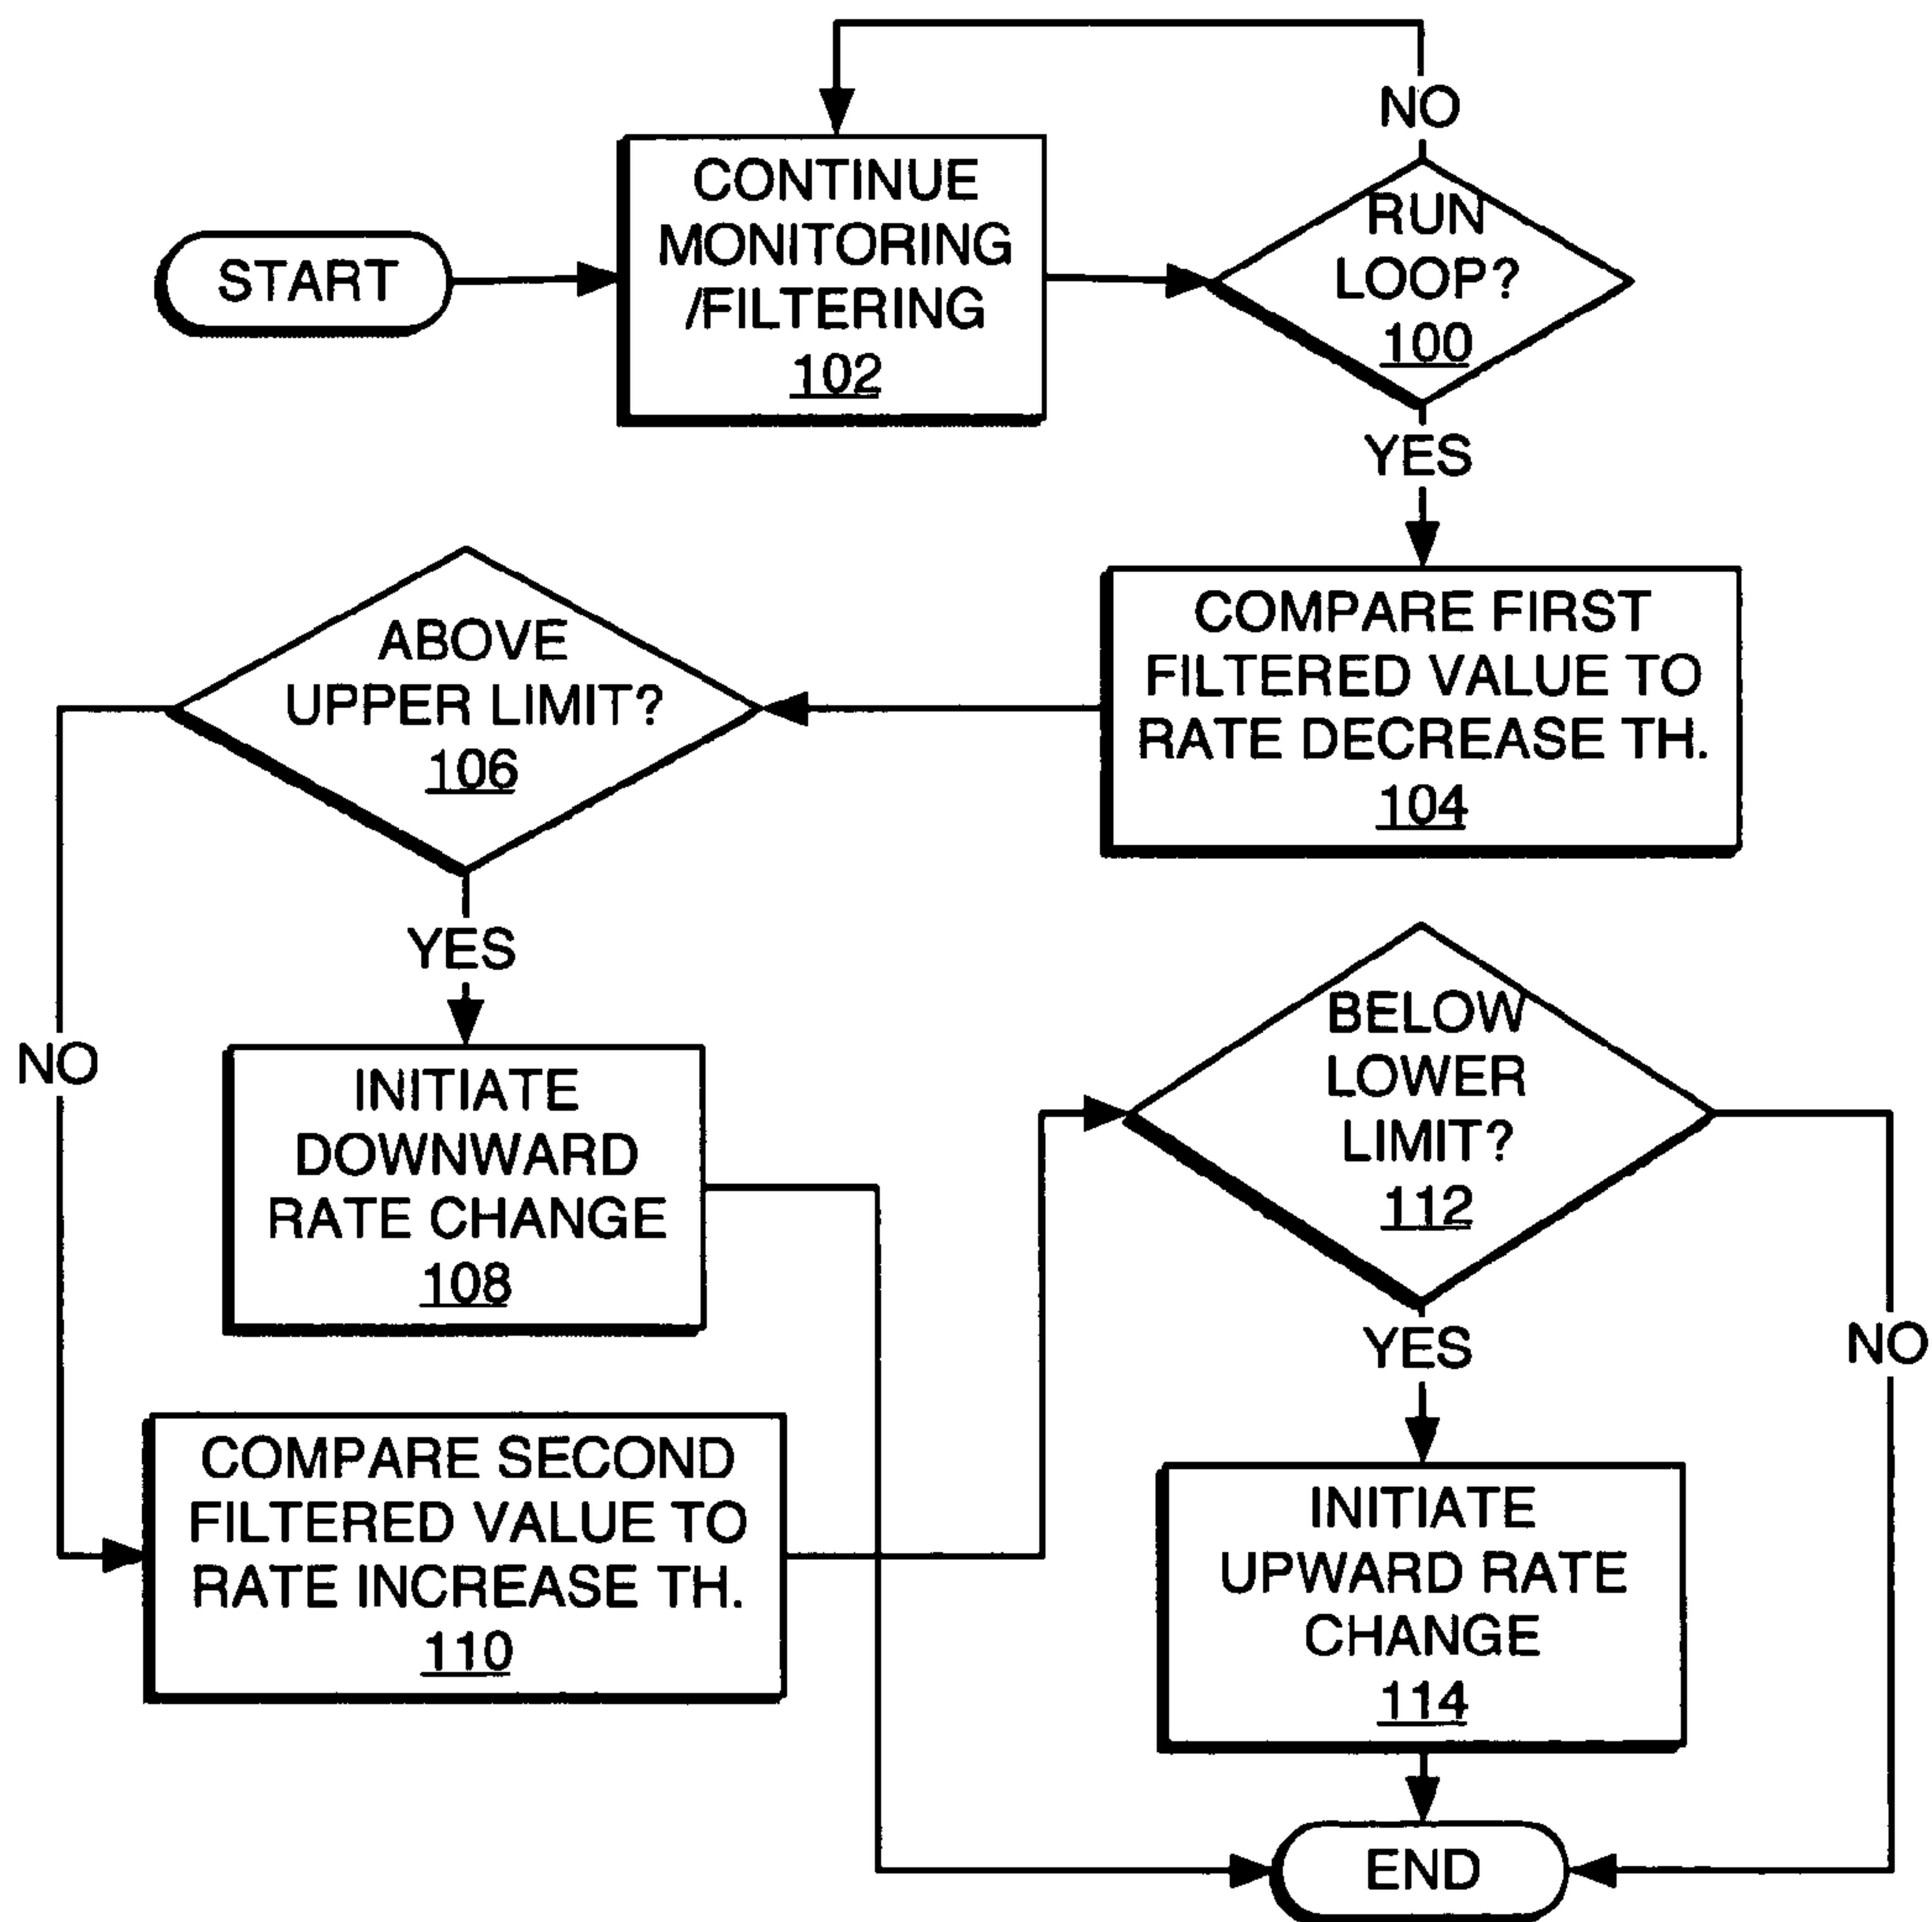 START
CONTINUE
MONITORING
/FILTERING
102
NO
RUN
LOOP?
100
YES
COMPARE FIRST
FILTERED VALUE TO
RATE DECREASE TH.
104
ABOVE
UPPER LIMIT?
106
YES
NO
INITIATE
DOWNWARD
RATE CHANGE
108
COMPARE SECOND
FILTERED VALUE TO
RATE INCREASE TH.
110
BELOW
LOWER
LIMIT?
112
YES
NO
INITIATE
UPWARD RATE
CHANGE
114
END